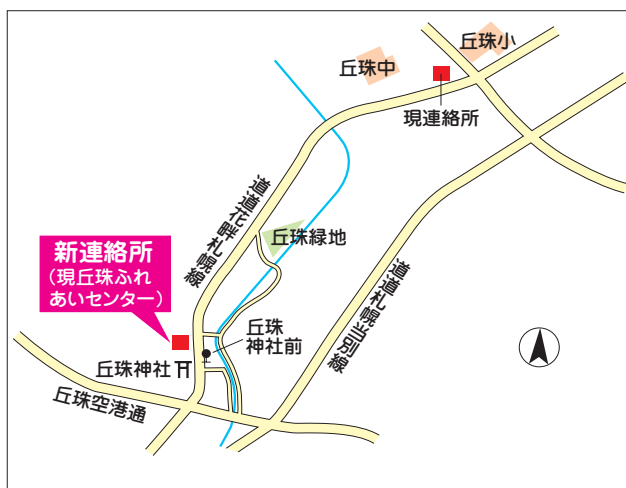 丘珠小
丘珠中
現連絡所
道道花畔札幌線
丘珠緑地
新連絡所
（現丘珠ふれ
あいセンター）
道道札幌当別線
丘珠
神社前
丘珠神社
丘珠空港通